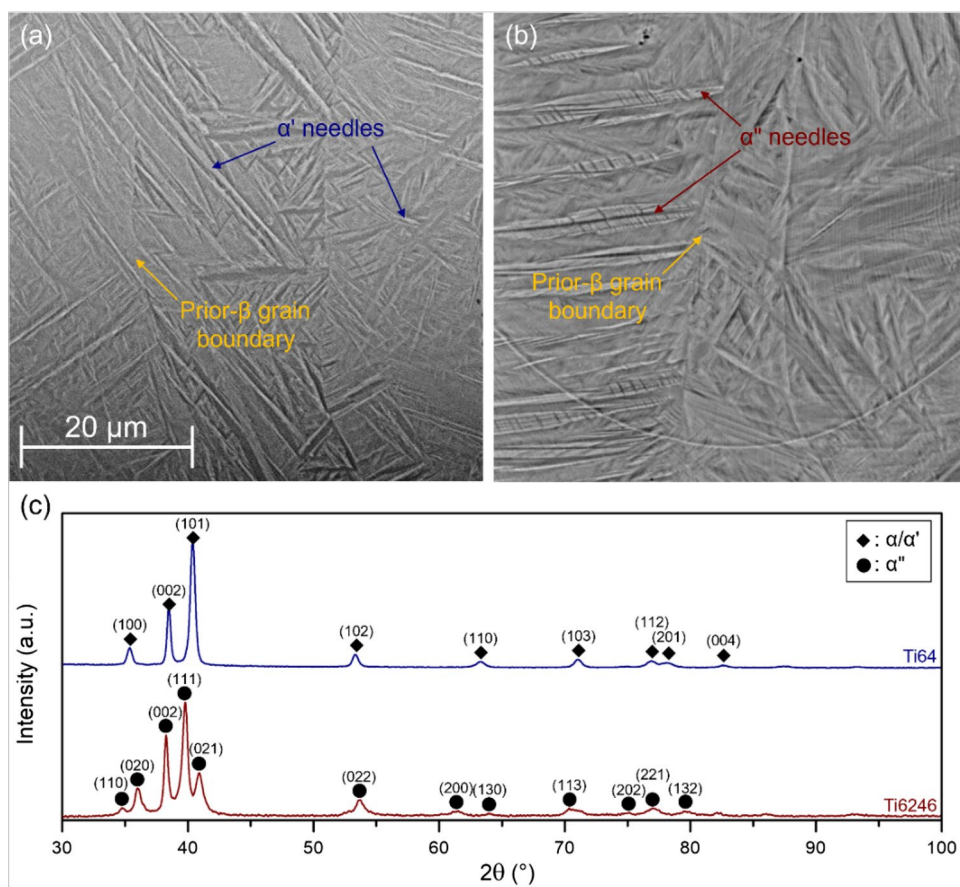 (a)
α' needles
Prior-β grain
boundary
20 μm
(b)
α" needles
Prior-β grain
boundary
(c)
(101)
(002)
(100)
(102)
(110)
(103)
(112)
(201)
(004)
◆: α/α'
●: α"
Ti64
(111)
(002)
(021)
(020)
(110)
(022)
(200)
(130)
(113)
(202)
(221)
(132)
Ti6246
Intensity (a.u.)
30 40 50 60 70 80 90 100
2θ (°)